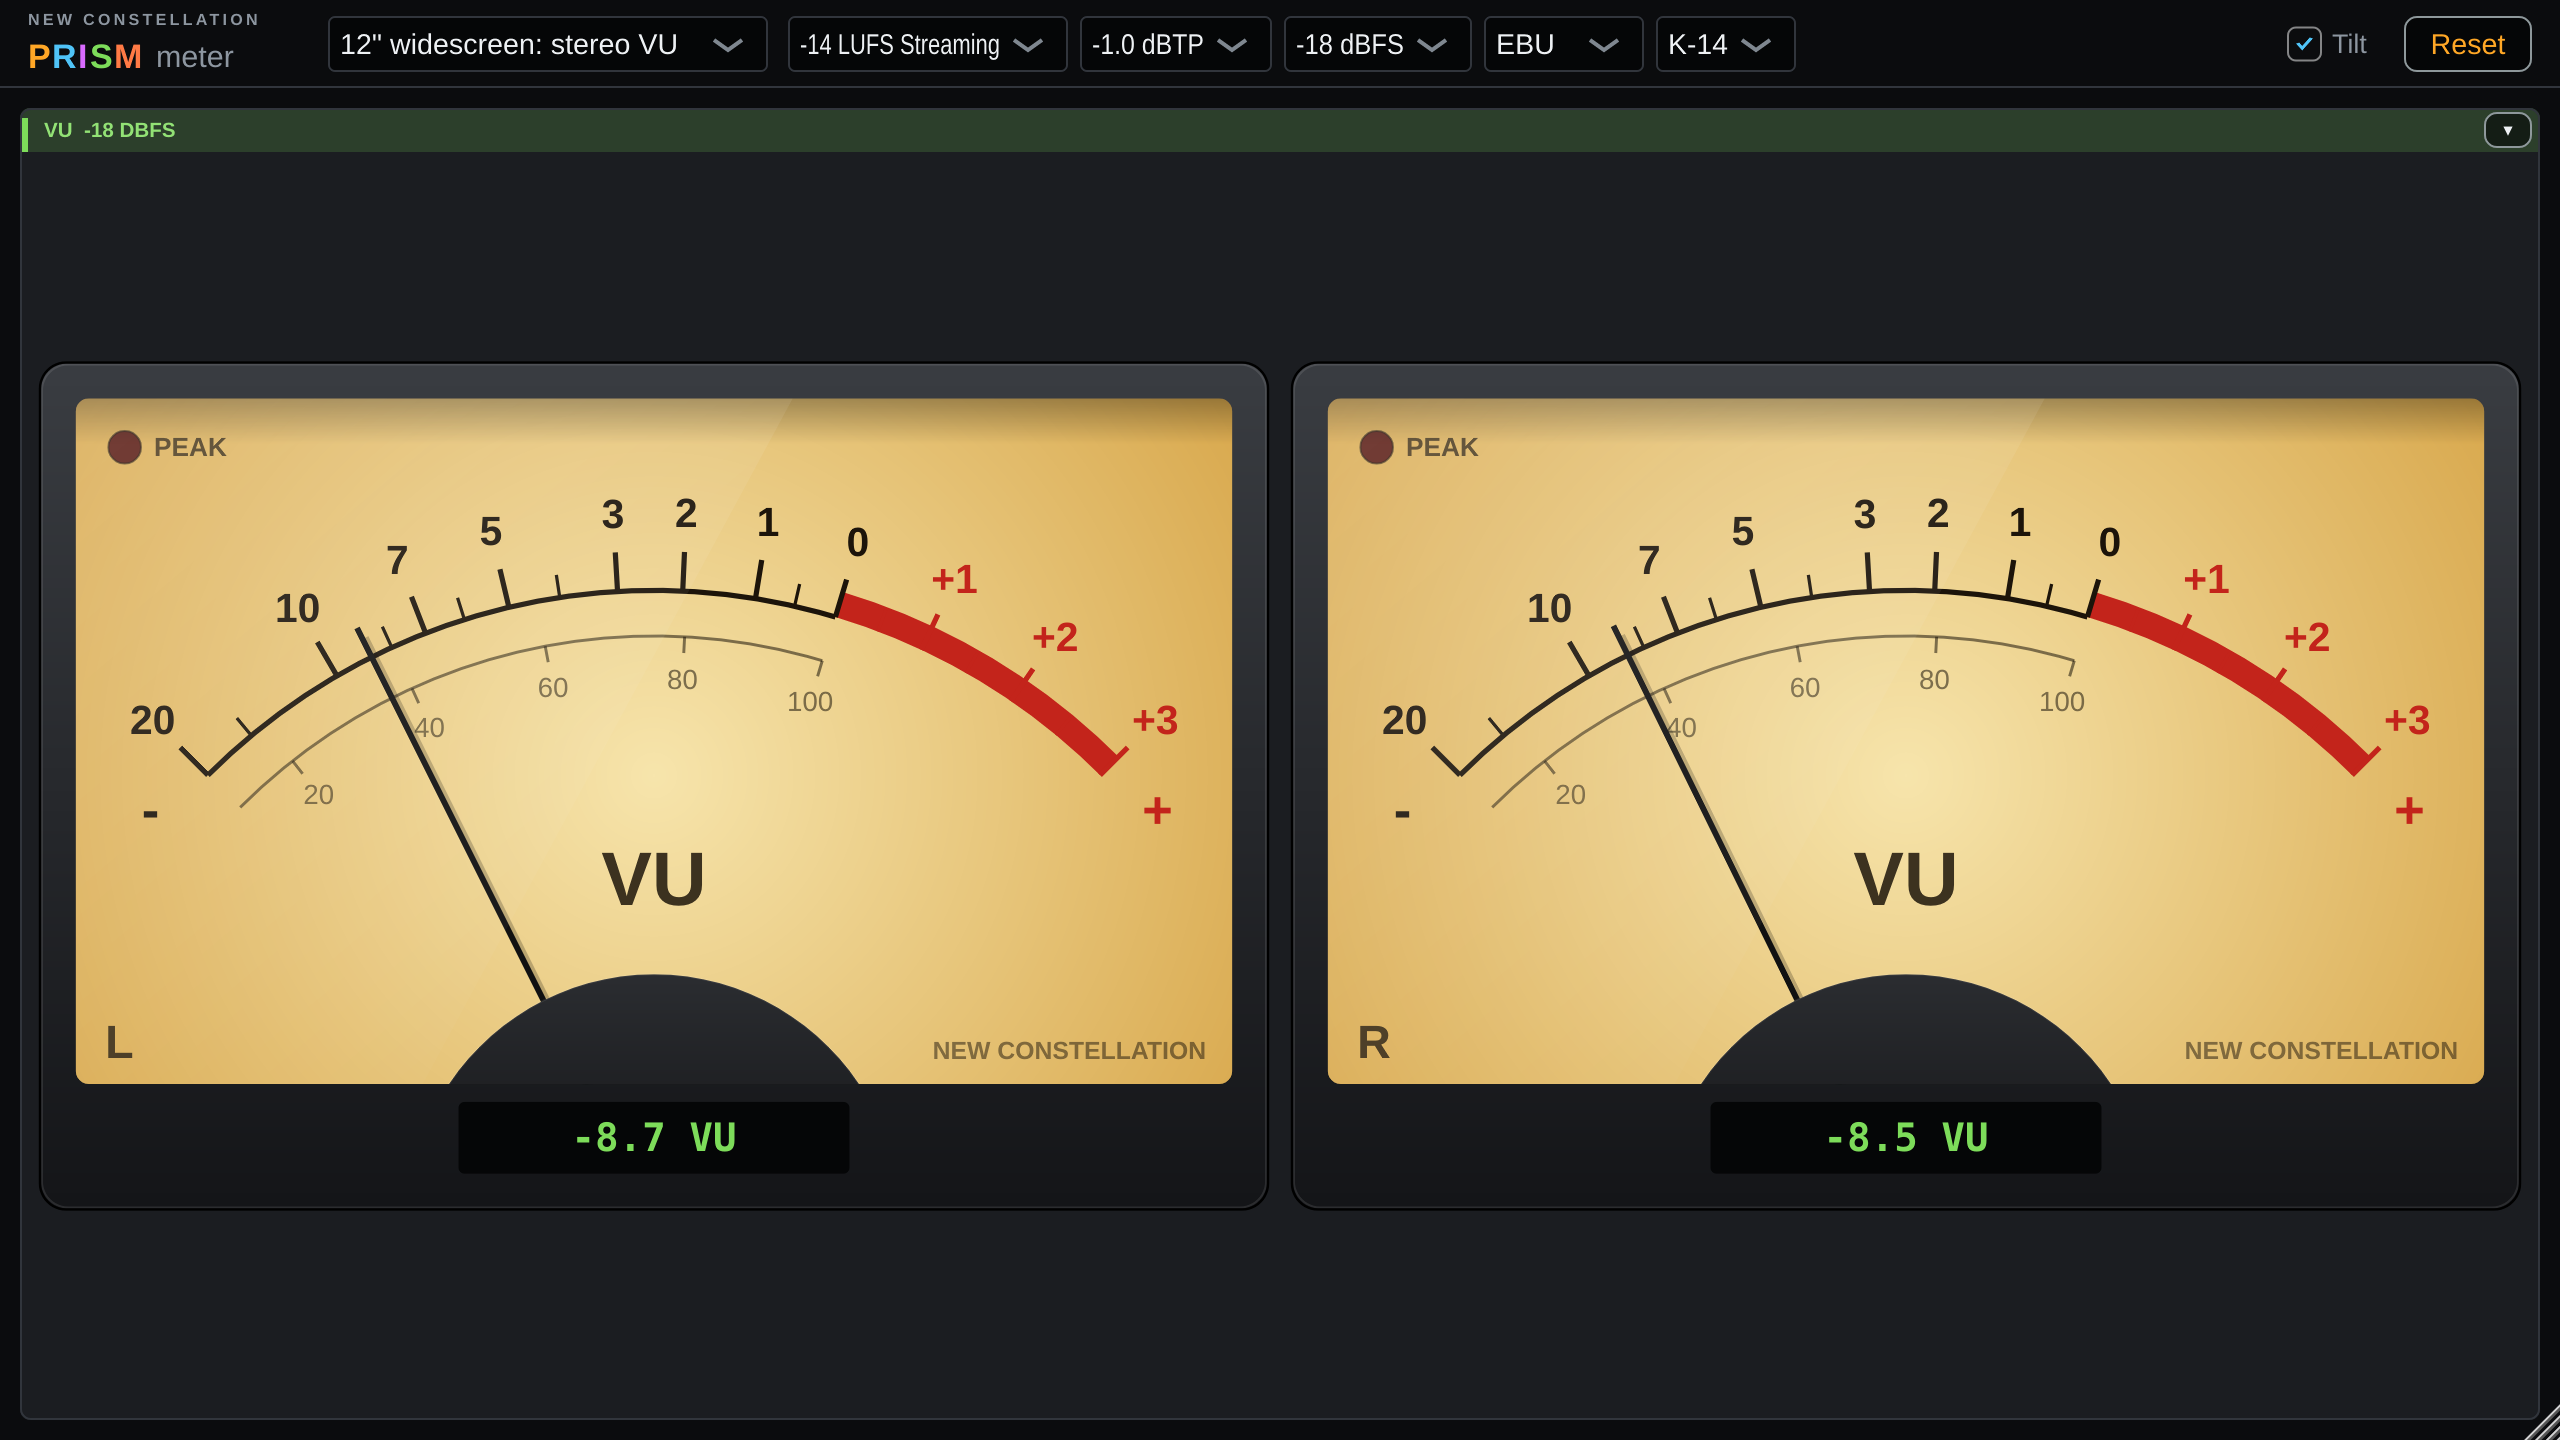 NEW CONSTELLATION
PRISM meter
12" widescreen: stereo VU
-14 LUFS Streaming
-1.0 dBTP
-18 dBFS
EBU
K-14
Tilt
Reset
VU -18 DBFS
PEAK
20 10 7 5 3 2 1 0 +1 +2 +3
20 40 60 80 100
- +
VU
L
NEW CONSTELLATION
-8.7 VU
PEAK
20 10 7 5 3 2 1 0 +1 +2 +3
20 40 60 80 100
- +
VU
R
NEW CONSTELLATION
-8.5 VU